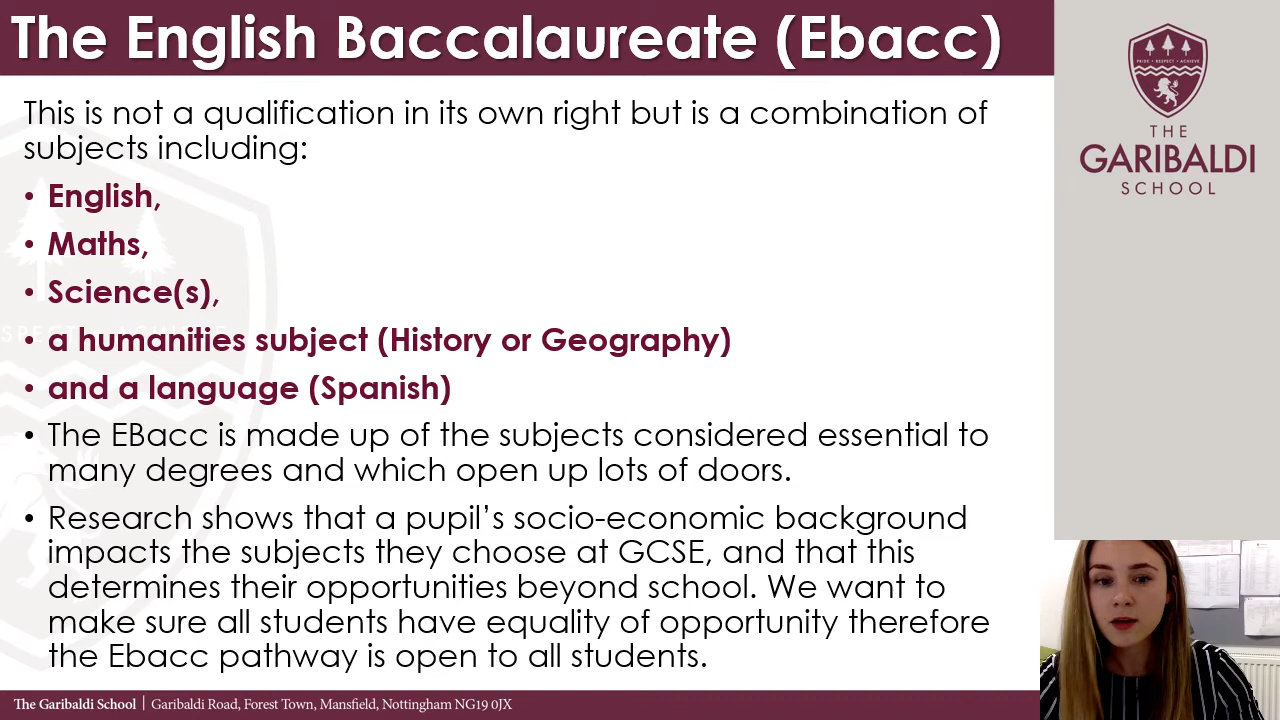 The English Baccalaureate (Ebacc)
This is not a qualification in its own right but is a combination of
subjects including:
• English,
• Maths,
• Science(s),
• a humanities subject (History or Geography)
• and a language (Spanish)
• The EBacc is made up of the subjects considered essential to
many degrees and which open up lots of doors.
• Research shows that a pupil’s socio-economic background
impacts the subjects they choose at GCSE, and that this
determines their opportunities beyond school. We want to
make sure all students have equality of opportunity therefore
the Ebacc pathway is open to all students.
The Garibaldi School | Garibaldi Road, Forest Town, Mansfield, Nottingham NG19 0JX
PRIDE • RESPECT • ACHIEVE
THE
GARIBALDI
SCHOOL